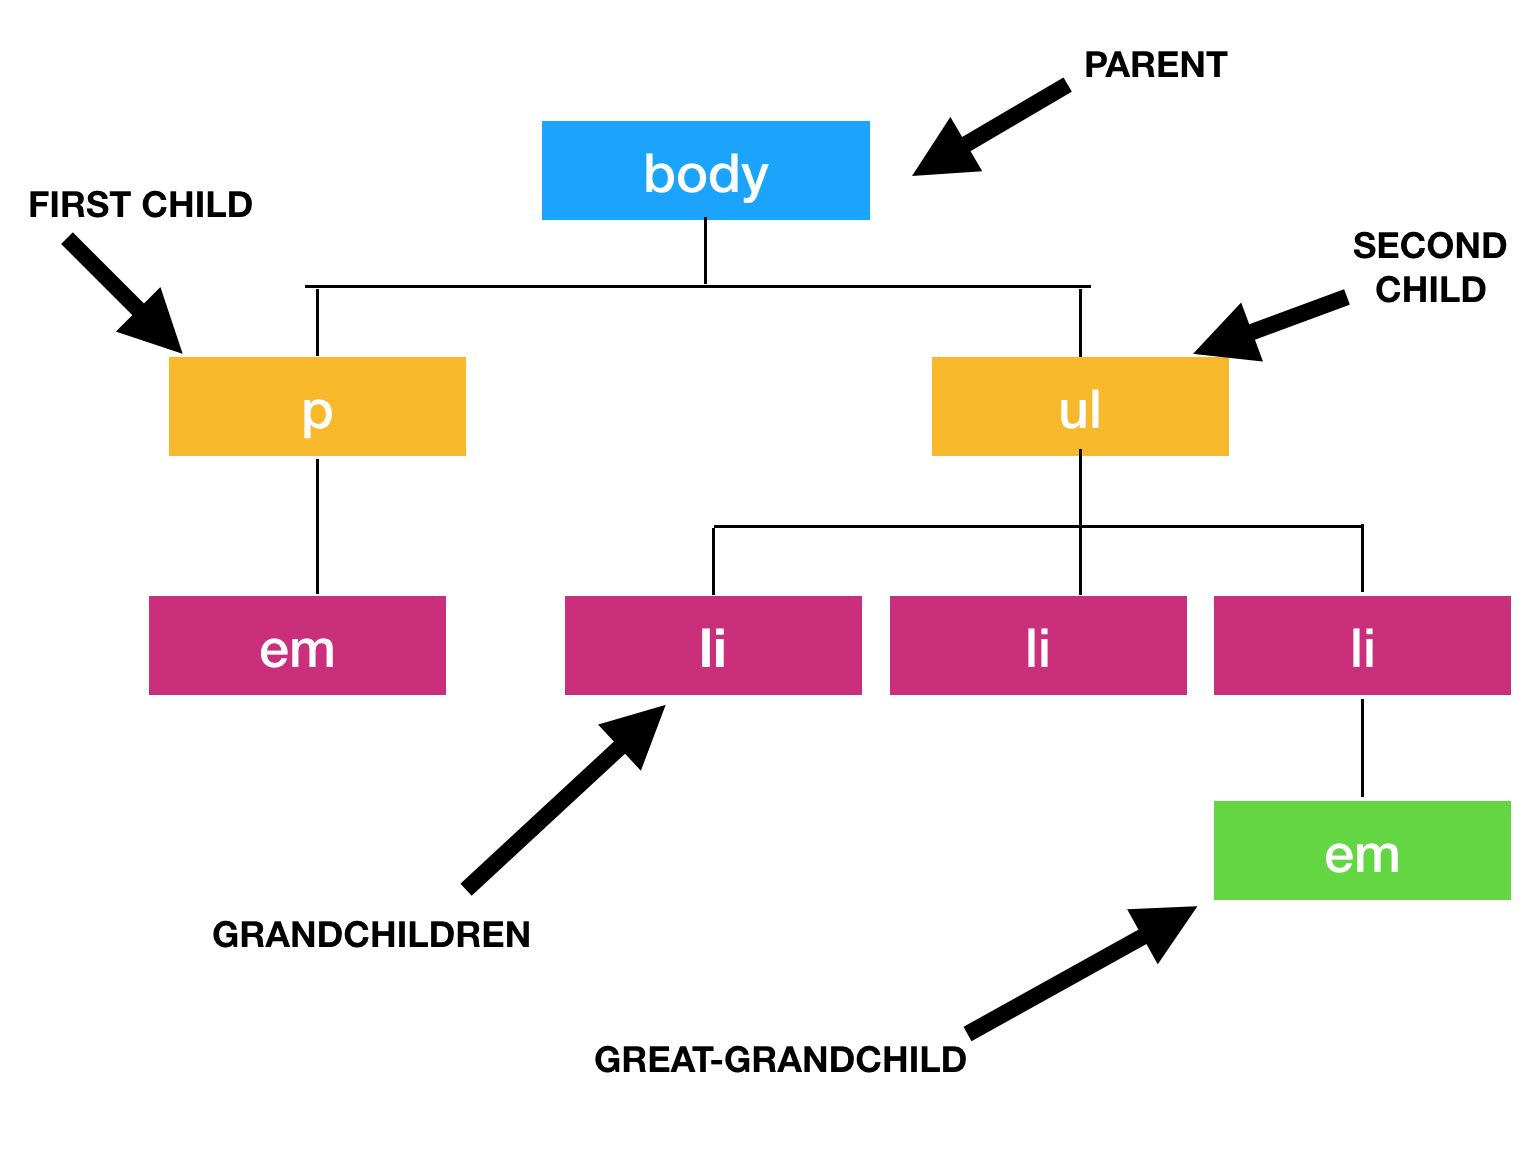 PARENT
body
FIRST CHILD
SECOND
CHILD
p
ul
em
li
li
li
em
GRANDCHILDREN
GREAT-GRANDCHILD